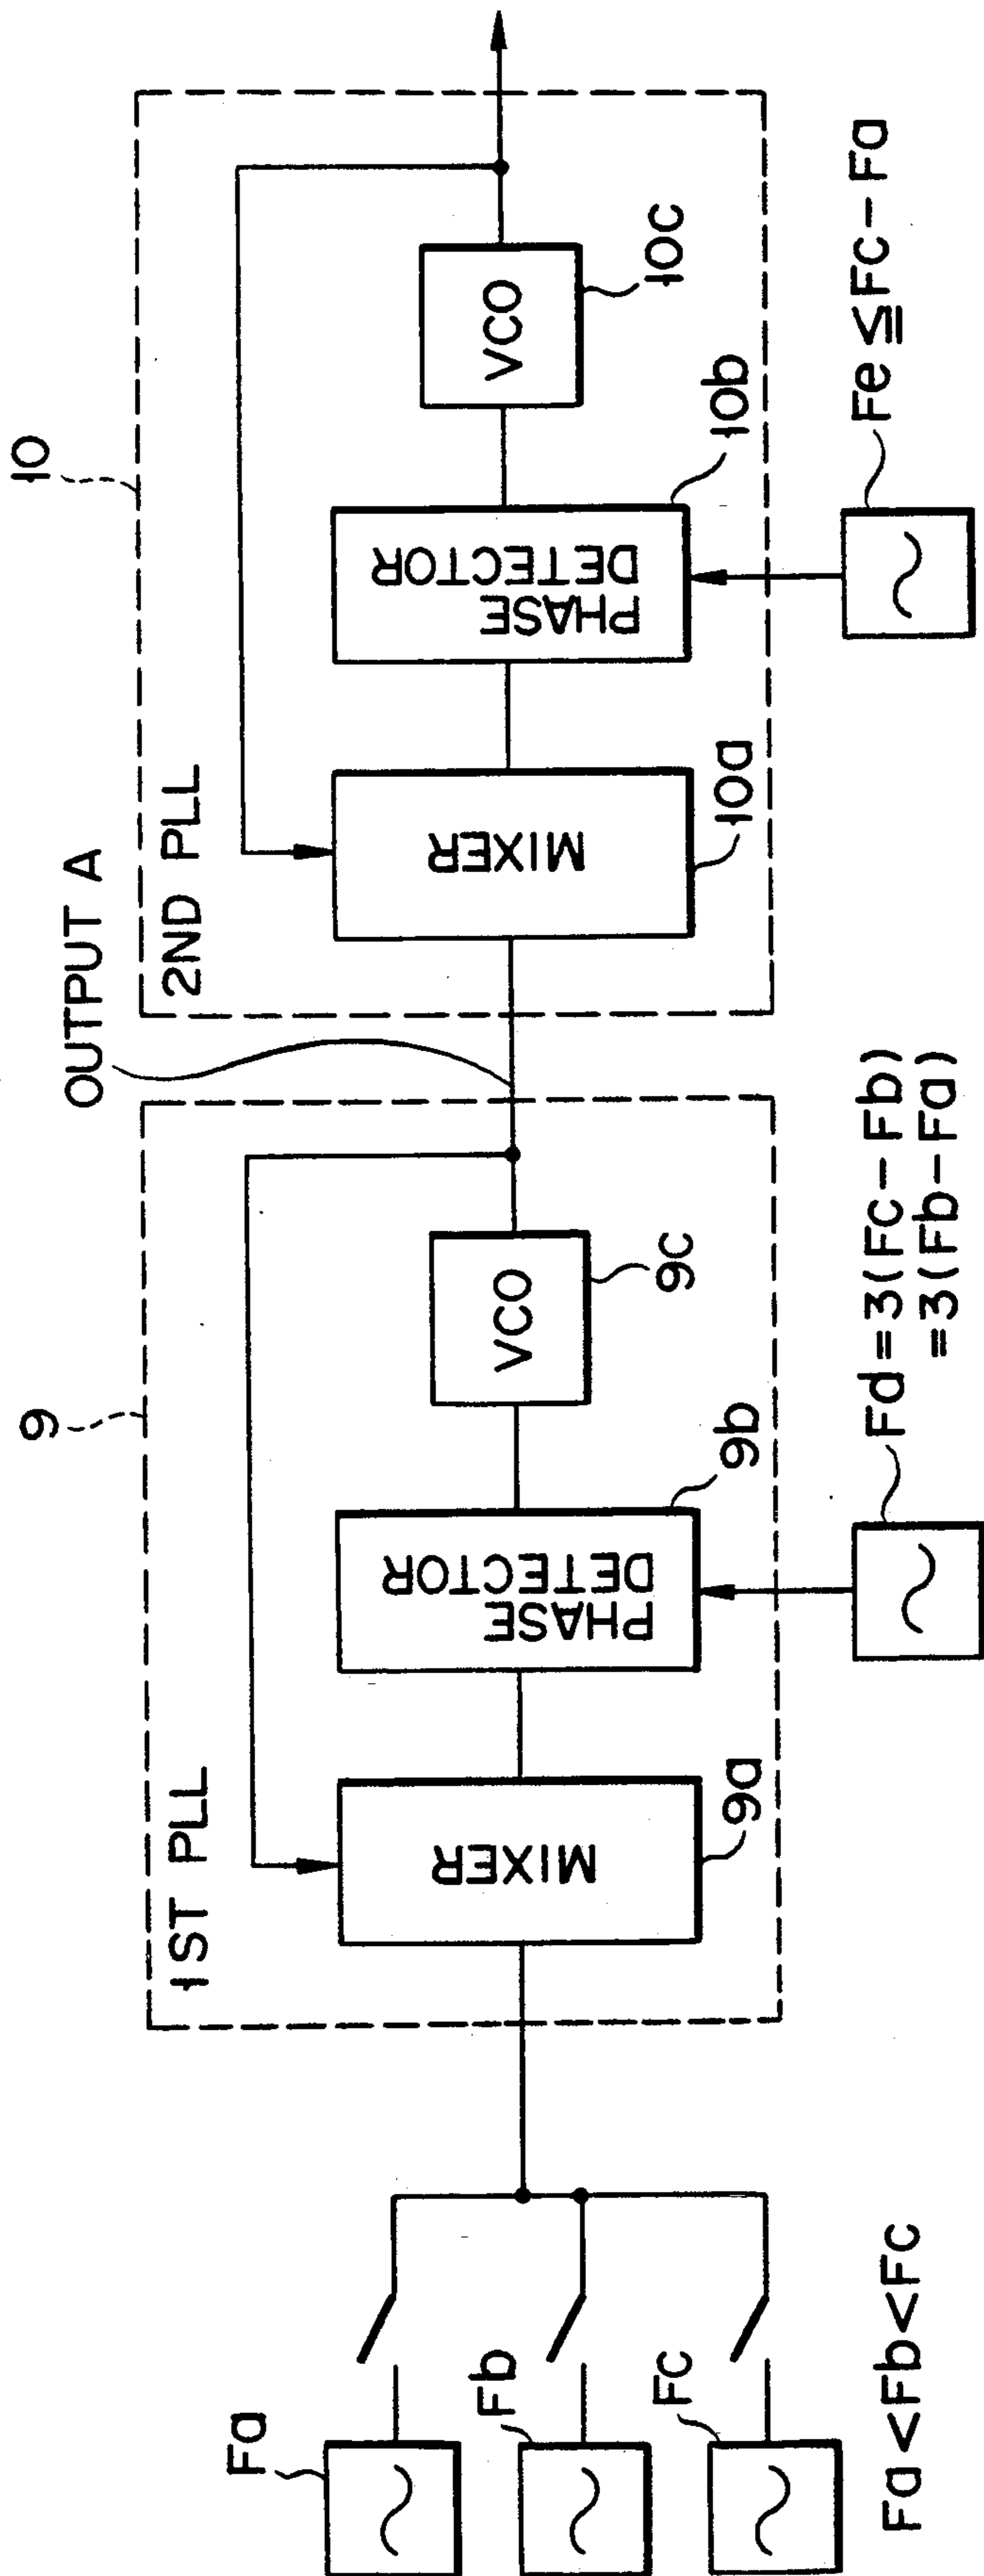 Fa
Fb
Fc
Fa<Fb<Fc
9
1ST PLL
MIXER
9a
PHASE
DETECTOR
9b
VCO
9c
Fd=3(Fc-Fb)
=3(Fb-Fa)
OUTPUT A
10
2ND PLL
MIXER
10a
PHASE
DETECTOR
10b
VCO
10c
Fe≦Fc-Fa